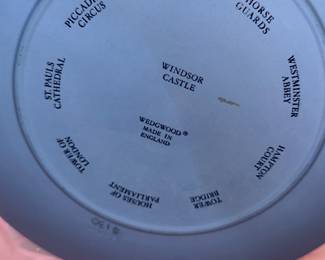 PICCADI
CIRCUS
HORSE
GUARDS
WESTMINSTER
ABBEY
HAMPTON
COURT
TOWER
BRIDGE
HOUSES OF
PARLIAMENT
TOWER OF
LONDON
ST. PAULS
CATHEDRAL
WINDSOR
CASTLE
WEDGWOOD®
MADE IN
ENGLAND